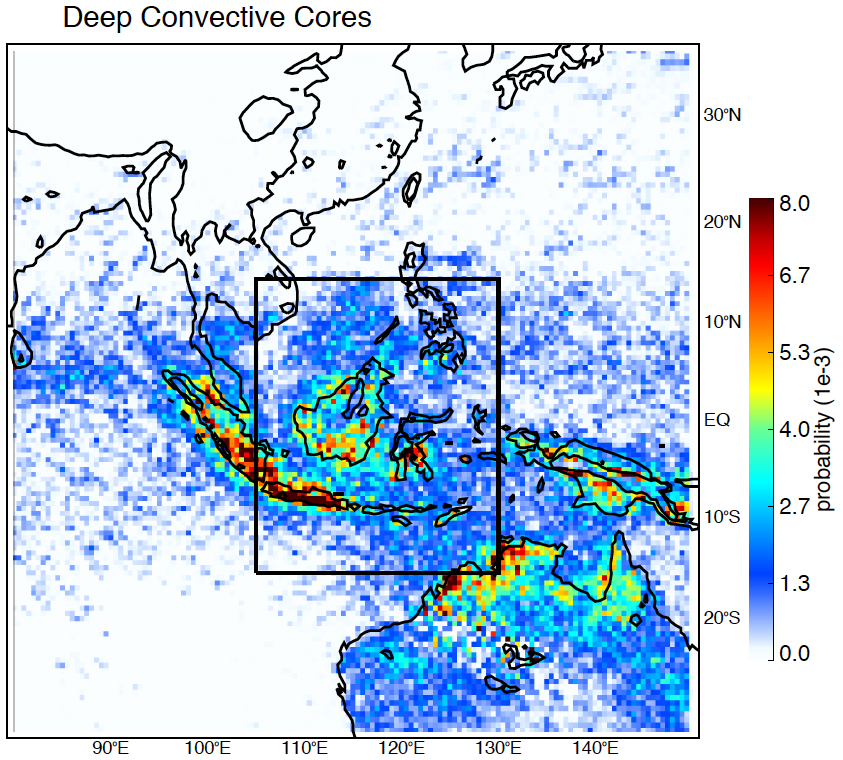 Deep Convective Cores
30°N
20°N
10°N
EQ
10°S
20°S
90°E 100°E 110°E 120°E 130°E 140°E
8.0
6.7
5.3
4.0
2.7
1.3
0.0
probability (1e-3)